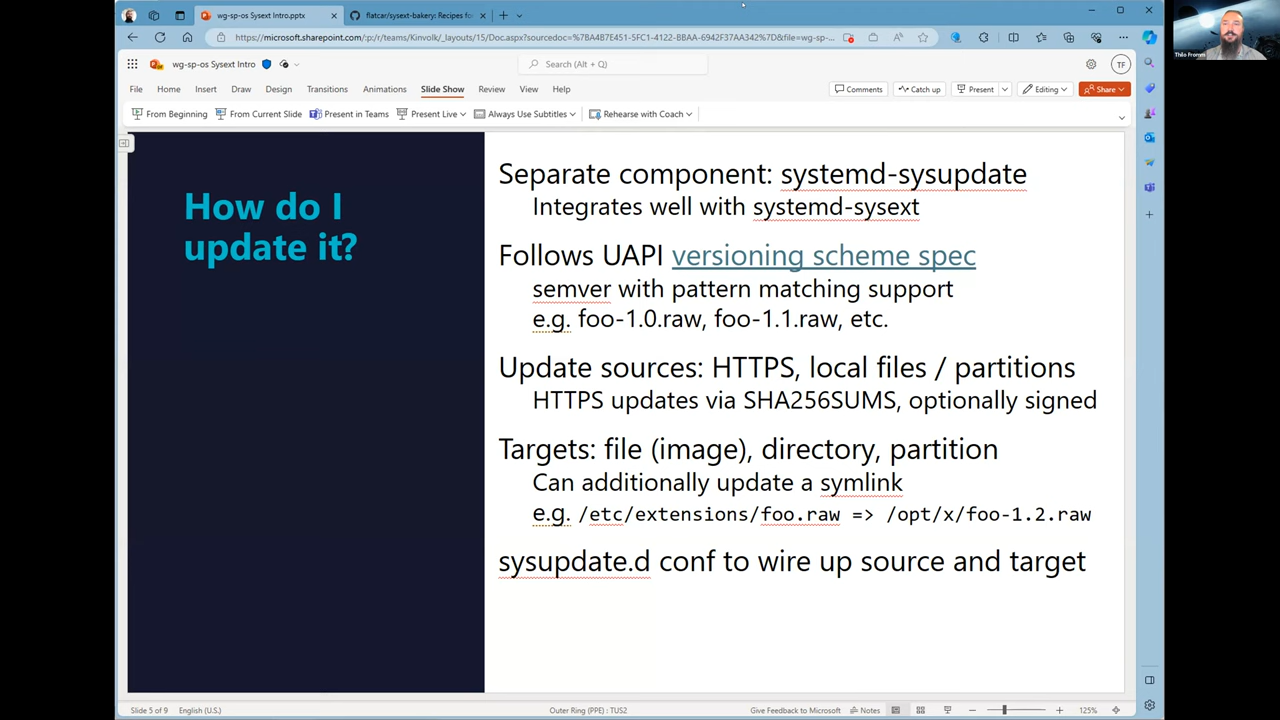 wg-sp-os Sysext Intro.pptx
flatcar/sysext-bakery: Recipes for
https://microsoft.sharepoint.com/:p:/r/teams/Kinvolk/_layouts/15/Doc.aspx?sourcedoc=%7BA4B7E451-5FC1-4122-BBAA-6942F37AA342%7D&file=wg-sp-...
wg-sp-os Sysext Intro
Search (Alt + Q)
TF
File Home Insert Draw Design Transitions Animations Slide Show Review View Help
Comments Catch up Present Editing Share
From Beginning From Current Slide Present in Teams Present Live Always Use Subtitles Rehearse with Coach
How do I
update it?
Separate component: systemd-sysupdate
Integrates well with systemd-sysext
Follows UAPI versioning scheme spec
semver with pattern matching support
e.g. foo-1.0.raw, foo-1.1.raw, etc.
Update sources: HTTPS, local files / partitions
HTTPS updates via SHA256SUMS, optionally signed
Targets: file (image), directory, partition
Can additionally update a symlink
e.g. /etc/extensions/foo.raw => /opt/x/foo-1.2.raw
sysupdate.d conf to wire up source and target
Slide 5 of 9 English (U.S.) Outer Ring (PPE) : TUS2 Give Feedback to Microsoft Notes 125%
Thilo Fromm